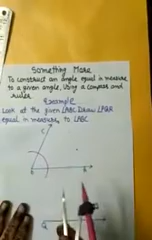 Something More
To construct an angle equal in measure
to a given angle, Using a compass and
ruler
Example
Look at the given ∠ABC. Draw ∠PQR
equal in measure to ∠ABC
C
B
Q